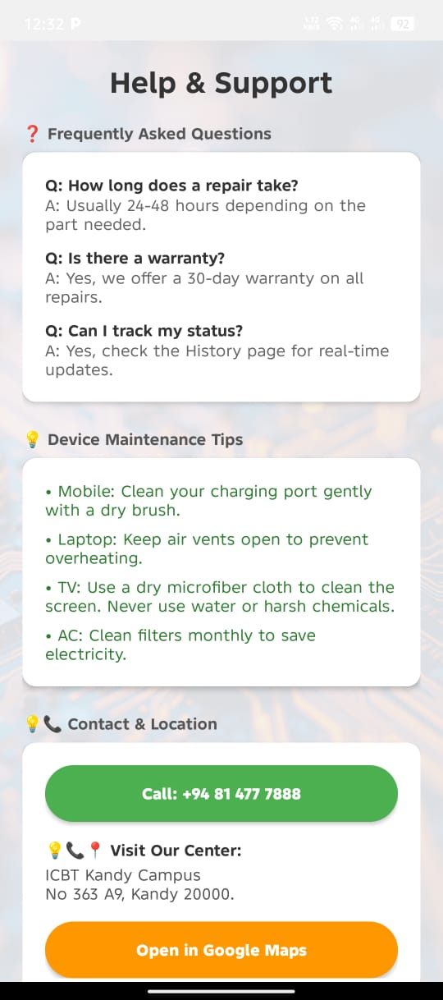 12:32 P
1.72 KB/S 4G 4G 92
Help & Support
❓ Frequently Asked Questions
Q: How long does a repair take?
A: Usually 24-48 hours depending on the
part needed.
Q: Is there a warranty?
A: Yes, we offer a 30-day warranty on all
repairs.
Q: Can I track my status?
A: Yes, check the History page for real-time
updates.
💡 Device Maintenance Tips
• Mobile: Clean your charging port gently
with a dry brush.
• Laptop: Keep air vents open to prevent
overheating.
• TV: Use a dry microfiber cloth to clean the
screen. Never use water or harsh chemicals.
• AC: Clean filters monthly to save
electricity.
💡📞 Contact & Location
Call: +94 81 477 7888
💡📞📍 Visit Our Center:
ICBT Kandy Campus
No 363 A9, Kandy 20000.
Open in Google Maps